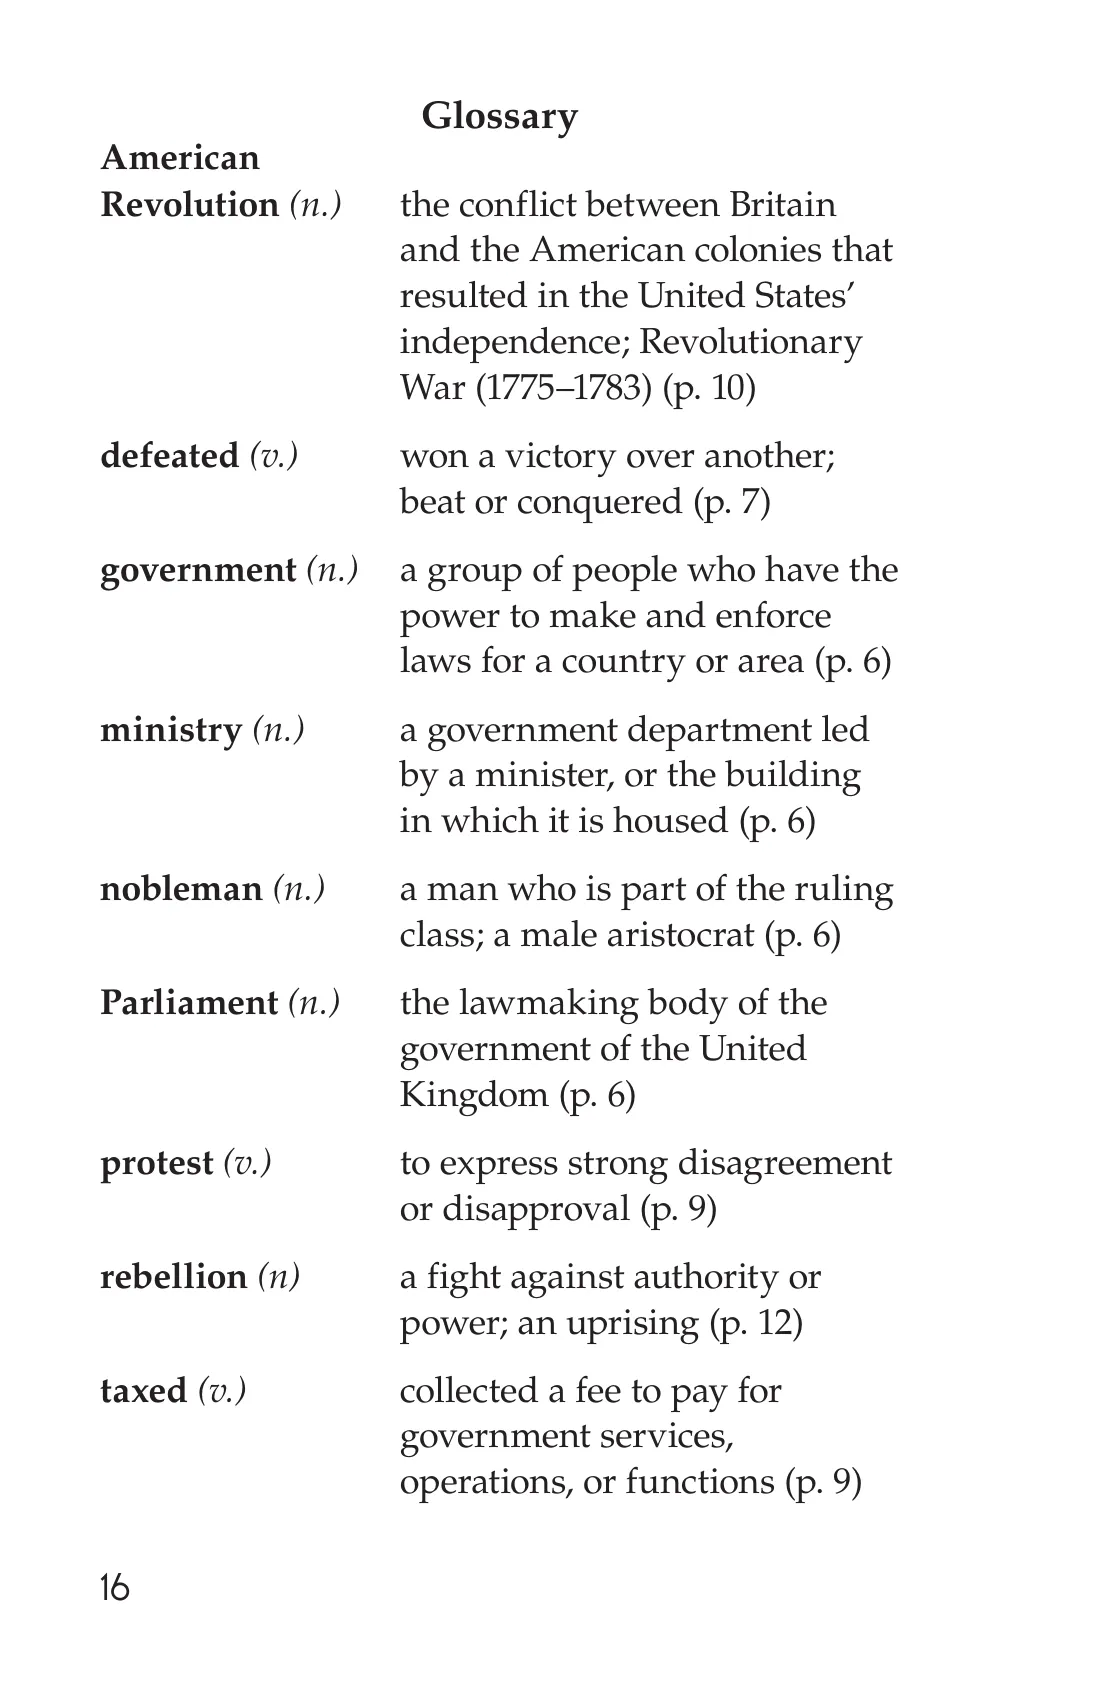 Glossary
American
Revolution (n.) the conflict between Britain
and the American colonies that
resulted in the United States’
independence; Revolutionary
War (1775–1783) (p. 10)
defeated (v.) won a victory over another;
beat or conquered (p. 7)
government (n.) a group of people who have the
power to make and enforce
laws for a country or area (p. 6)
ministry (n.) a government department led
by a minister, or the building
in which it is housed (p. 6)
nobleman (n.) a man who is part of the ruling
class; a male aristocrat (p. 6)
Parliament (n.) the lawmaking body of the
government of the United
Kingdom (p. 6)
protest (v.) to express strong disagreement
or disapproval (p. 9)
rebellion (n) a fight against authority or
power; an uprising (p. 12)
taxed (v.) collected a fee to pay for
government services,
operations, or functions (p. 9)
16